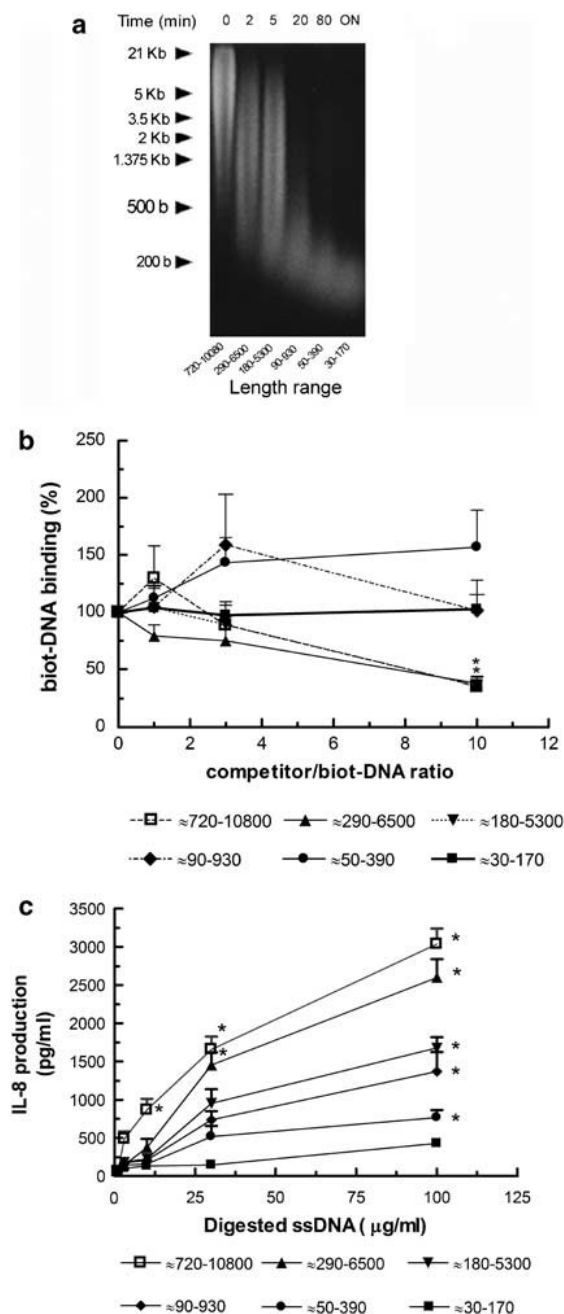 a
Time (min) 0 2 5 20 80 ON
21 Kb
5 Kb
3.5 Kb
2 Kb
1.375 Kb
500 b
200 b
720-10080 290-6500 180-5300 90-930 50-390 30-170
Length range
b
biot-DNA binding (%)
250
200
150
100
50
0
* 
*
0 2 4 6 8 10 12
competitor/biot-DNA ratio
≈720-10800 ≈290-6500 ≈180-5300
≈90-930 ≈50-390 ≈30-170
c
IL-8 production
(pg/ml)
3500
3000
2500
2000
1500
1000
500
0
* * * * * * * *
0 25 50 75 100 125
Digested ssDNA ( µg/ml)
≈720-10800 ≈290-6500 ≈180-5300
≈90-930 ≈50-390 ≈30-170